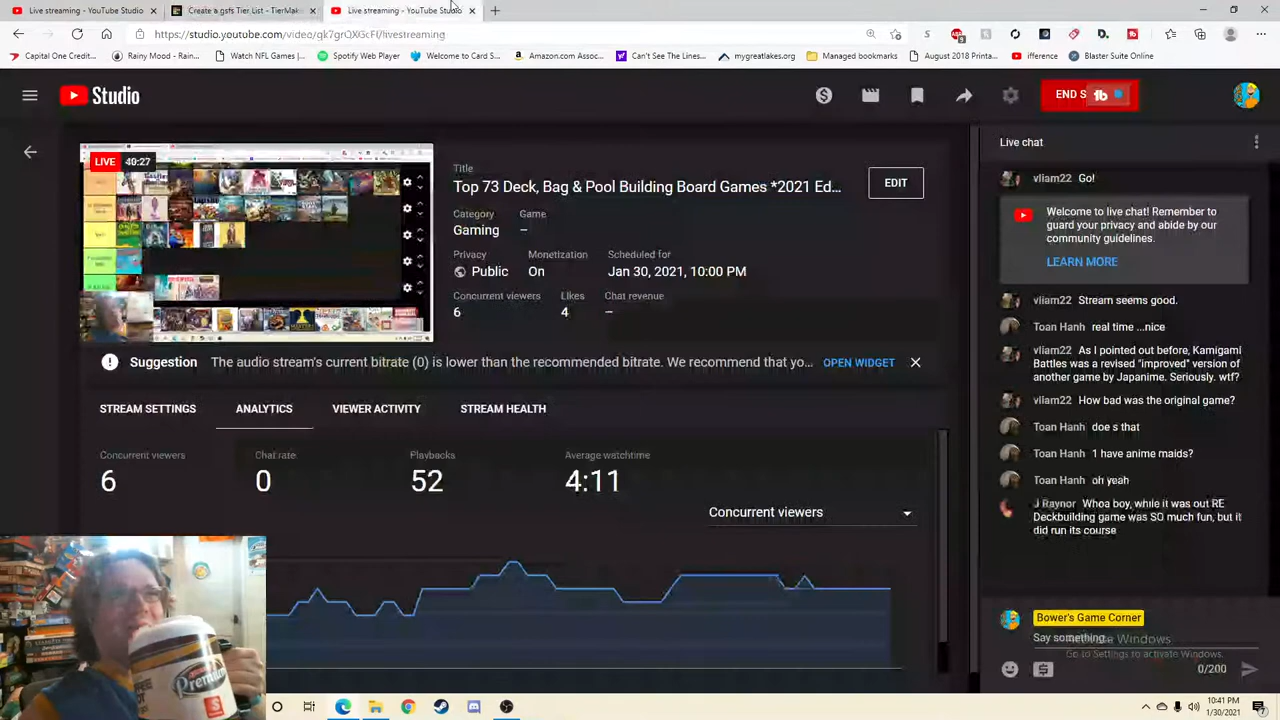 Live streaming - YouTube Studio
Create a gsfs Tier List - TierMake
Live streaming - YouTube Studio
https://studio.youtube.com/video/qk7grQXGcFI/livestreaming
Capital One Credit...
Rainy Mood - Rain...
Watch NFL Games |...
Spotify Web Player
Welcome to Card S...
Amazon.com Assoc...
Can't See The Lines...
mygreatlakes.org
Managed bookmarks
August 2018 Printa...
ifference
Blaster Suite Online
Studio
END S
LIVE 40:27
Title
Top 73 Deck, Bag & Pool Building Board Games *2021 Ed...
EDIT
Category Game
Gaming –
Privacy Monetization Scheduled for
Public On Jan 30, 2021, 10:00 PM
Concurrent viewers Likes Chat revenue
6 4 –
Suggestion The audio stream's current bitrate (0) is lower than the recommended bitrate. We recommend that yo... OPEN WIDGET
STREAM SETTINGS ANALYTICS VIEWER ACTIVITY STREAM HEALTH
Concurrent viewers Chat rate Playbacks Average watchtime
6 0 52 4:11
Concurrent viewers
Live chat
vliam22 Go!
Welcome to live chat! Remember to
guard your privacy and abide by our
community guidelines.
LEARN MORE
vliam22 Stream seems good.
Toan Hanh real time ...nice
vliam22 As I pointed out before, Kamigami
Battles was a revised "improved" version of
another game by Japanime. Seriously. wtf?
vliam22 How bad was the original game?
Toan Hanh doe s that
Toan Hanh 1 have anime maids?
Toan Hanh oh yeah
J Raynor Whoa boy, while it was out RE
Deckbuilding game was SO much fun, but it
did run its course
Bower's Game Corner
Say something...
Activate Windows
Go to Settings to activate Windows.
0/200
Premium
10:41 PM
1/30/2021